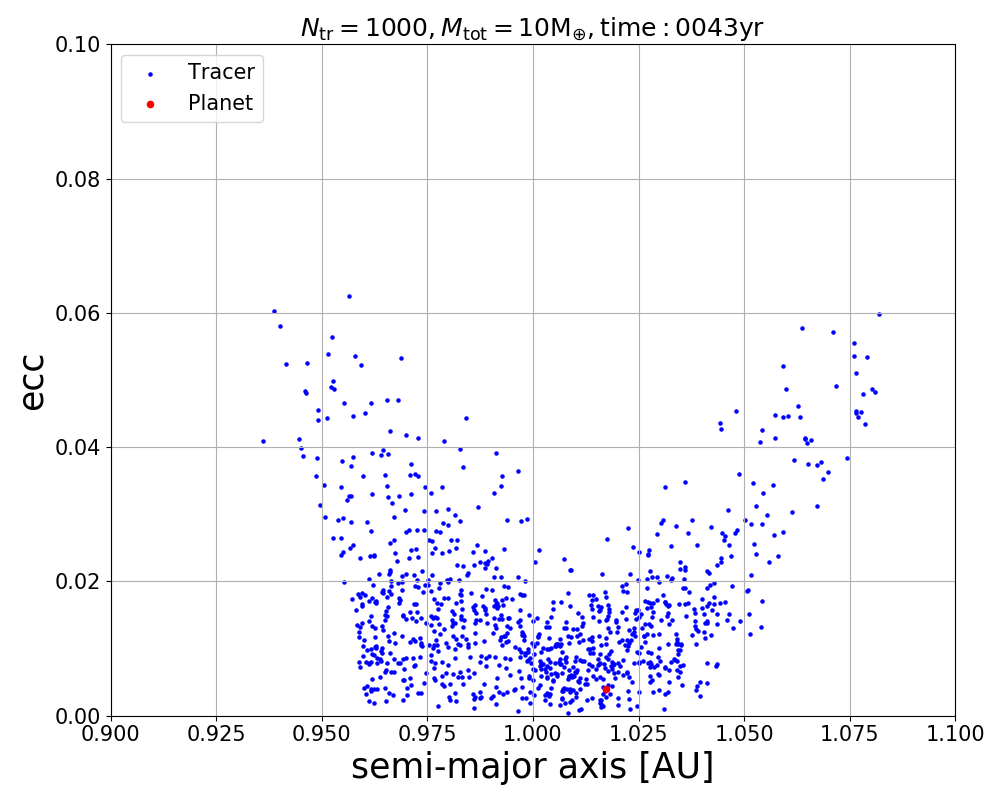 N_tr = 1000, M_tot = 10M_⊕, time : 0043yr
Tracer
Planet
0.10
0.08
0.06
0.04
0.02
0.00
ecc
0.900 0.925 0.950 0.975 1.000 1.025 1.050 1.075 1.100
semi-major axis [AU]